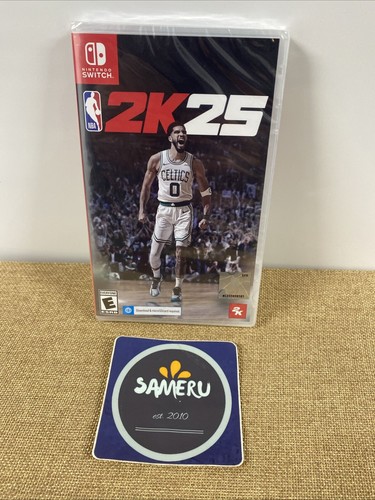 NINTENDO
SWITCH
NBA
2K25
CELTICS
0
E
2K
SAMERU
est. 2010